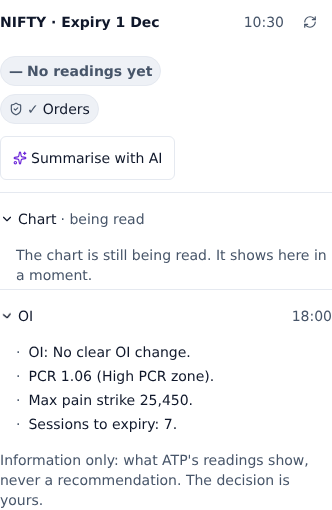 NIFTY · Expiry 1 Dec 10:30
— No readings yet
✓ Orders
Summarise with AI
Chart · being read
The chart is still being read. It shows here in
a moment.
OI 18:00
· OI: No clear OI change.
· PCR 1.06 (High PCR zone).
· Max pain strike 25,450.
· Sessions to expiry: 7.
Information only: what ATP's readings show,
never a recommendation. The decision is
yours.